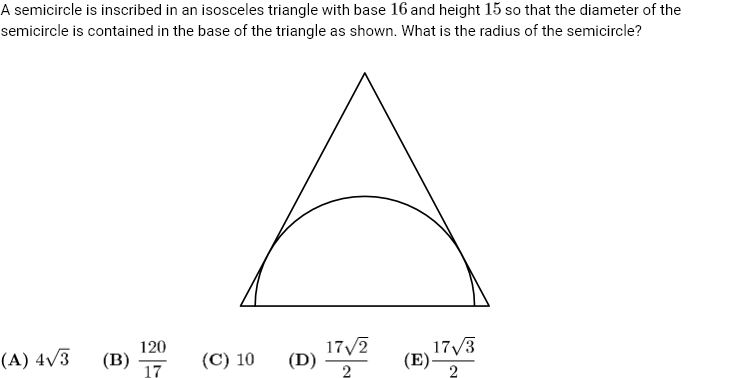 A semicircle is inscribed in an isosceles triangle with base 16 and height 15 so that the diameter of the
semicircle is contained in the base of the triangle as shown. What is the radius of the semicircle?
(A) 4√3 (B) 120/17 (C) 10 (D) 17√2/2 (E) 17√3/2